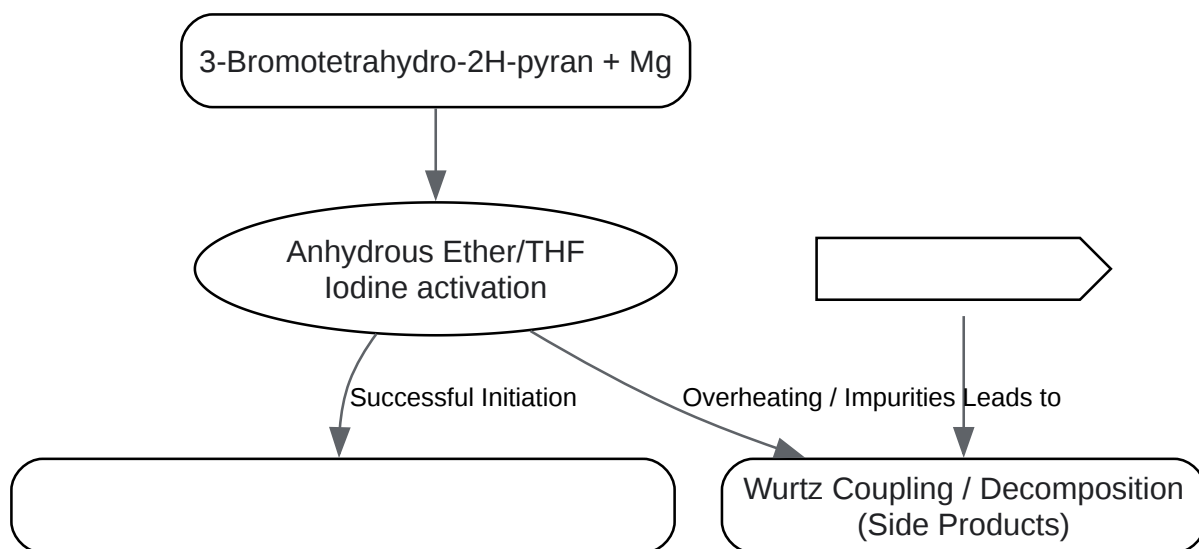 3-Bromotetrahydro-2H-pyran + Mg
Anhydrous Ether/THF
Iodine activation
Successful Initiation
Overheating / Impurities
Leads to
Wurtz Coupling / Decomposition
(Side Products)